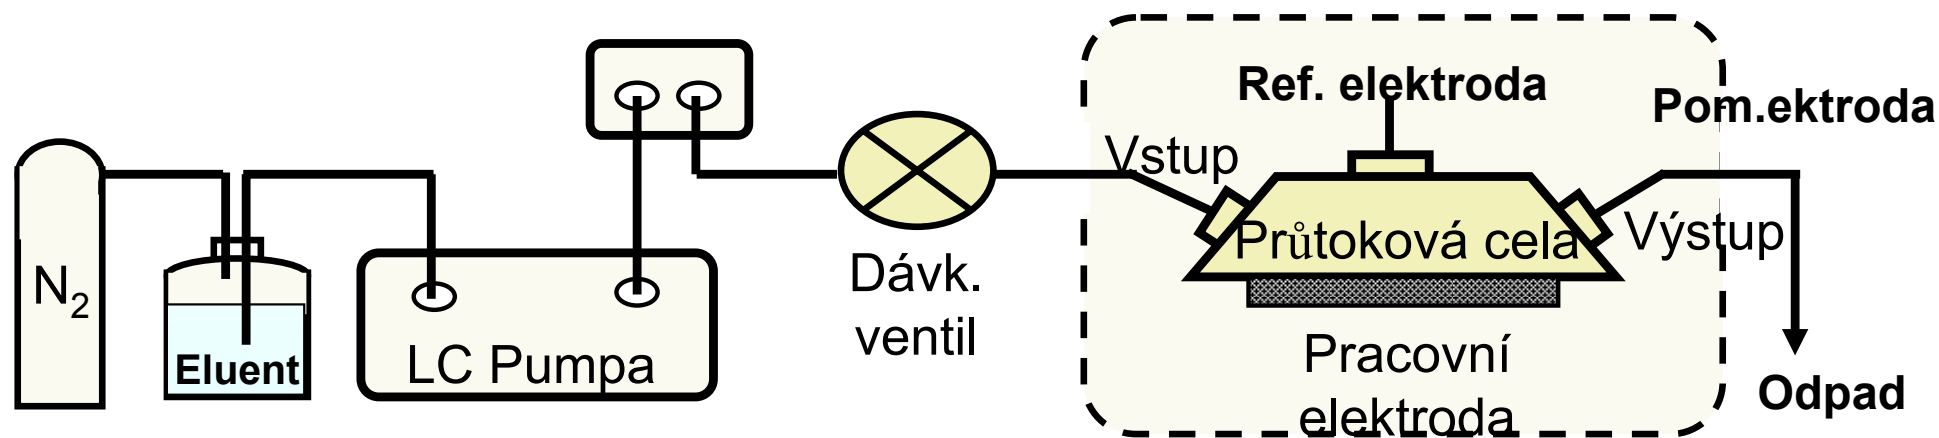 N2
Eluent
LC Pumpa
Dávk.
ventil
Vstup
Ref. elektroda
Pom.ektroda
Průtoková cela
Výstup
Pracovní
elektroda
Odpad